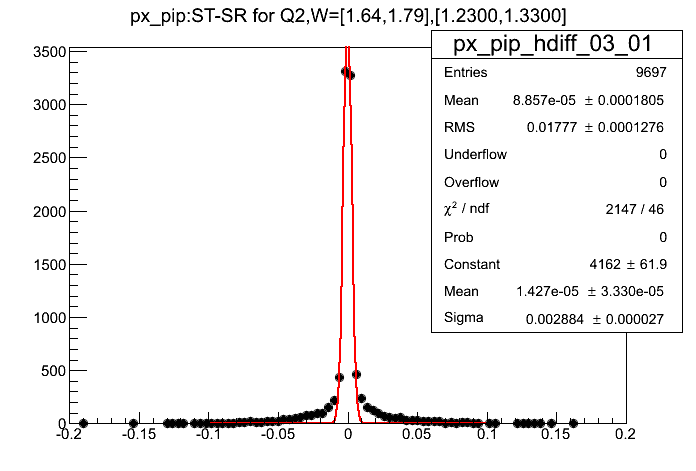 px_pip:ST-SR for Q2,W=[1.64,1.79],[1.2300,1.3300]
px_pip_hdiff_03_01
Entries 9697
Mean 8.857e-05 ± 0.0001805
RMS 0.01777 ± 0.0001276
Underflow 0
Overflow 0
χ² / ndf 2147 / 46
Prob 0
Constant 4162 ± 61.9
Mean 1.427e-05 ± 3.330e-05
Sigma 0.002884 ± 0.000027
3500
3000
2500
2000
1500
1000
500
0
-0.2 -0.15 -0.1 -0.05 0 0.05 0.1 0.15 0.2